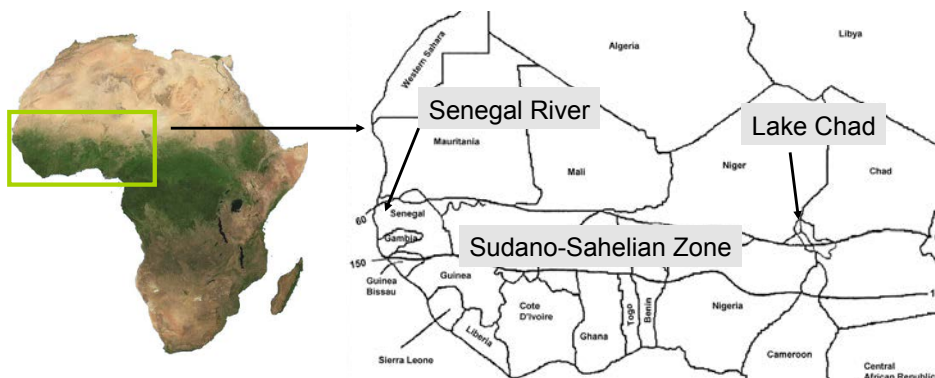 Algeria
Libya
Western Sahara
Senegal River
Lake Chad
Mauritania
Mali
Niger
Chad
60
Senegal
Gambia
Sudano-Sahelian Zone
150
Guinea
Bissau
Guinea
Cote
D'Ivoire
Ghana
Togo
Benin
Nigeria
1
Liberia
Sierra Leone
Cameroon
Central
African Republic